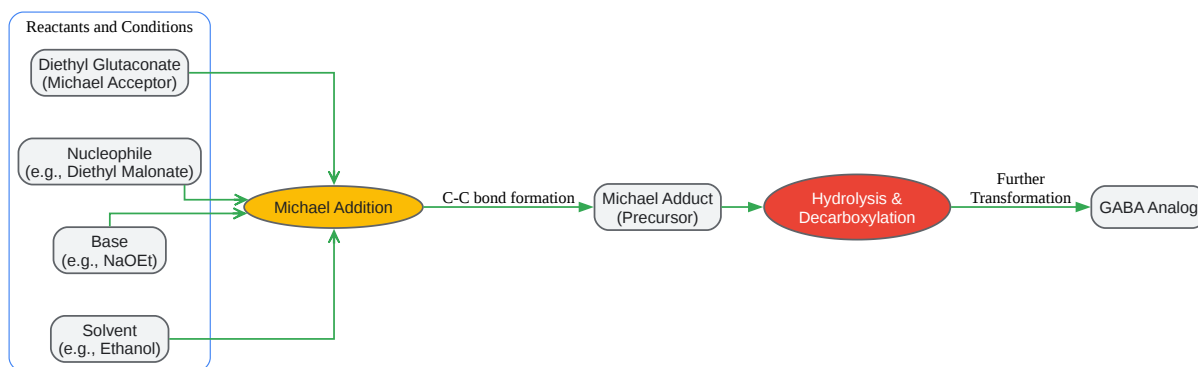 Reactants and Conditions
Diethyl Glutaconate
(Michael Acceptor)
Nucleophile
(e.g., Diethyl Malonate)
Base
(e.g., NaOEt)
Solvent
(e.g., Ethanol)
Michael Addition
C-C bond formation
Michael Adduct
(Precursor)
Hydrolysis &
Decarboxylation
Further
Transformation
GABA Analog